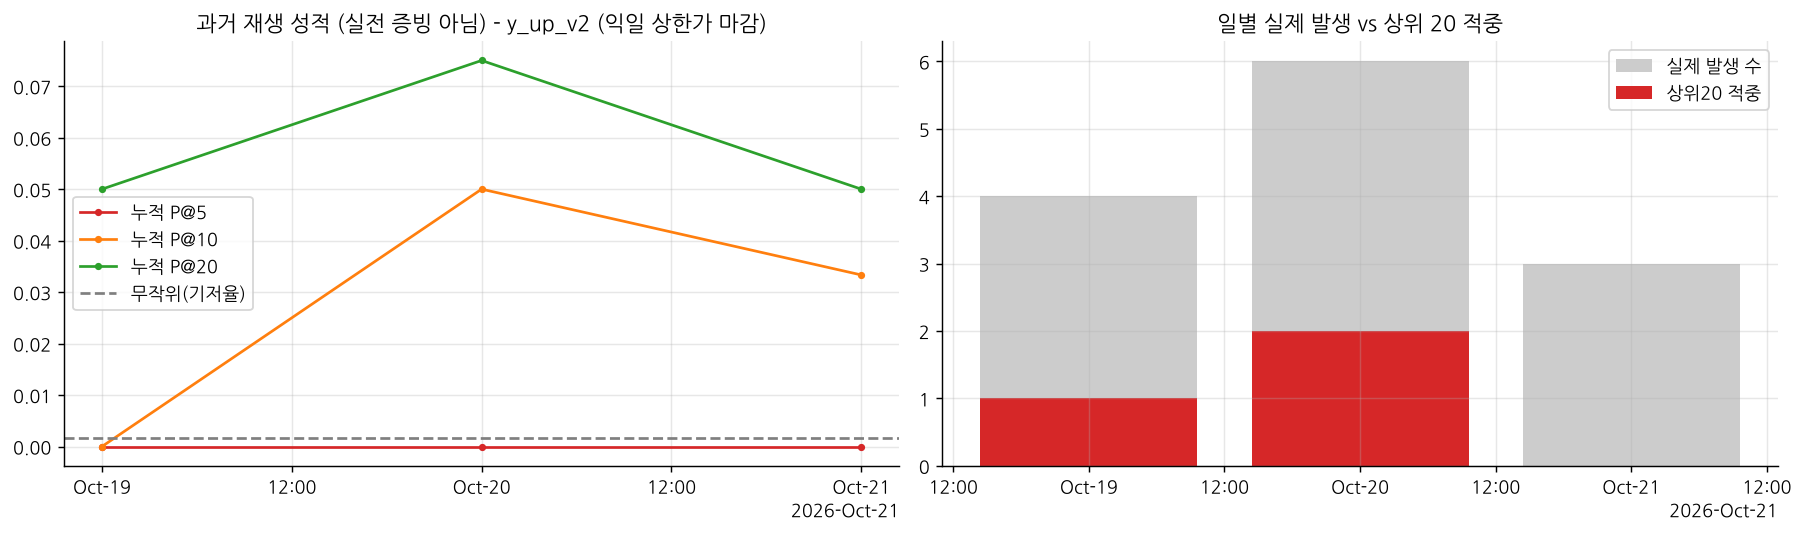 과거 재생 성적 (실전 증빙 아님) - y_up_v2 (익일 상한가 마감)
0.07
0.06
0.05
0.04
0.03
0.02
0.01
0.00
누적 P@5
누적 P@10
누적 P@20
무작위(기저율)
Oct-19
12:00
Oct-20
12:00
Oct-21
2026-Oct-21
일별 실제 발생 vs 상위 20 적중
6
5
4
3
2
1
0
실제 발생 수
상위20 적중
12:00
Oct-19
12:00
Oct-20
12:00
Oct-21
12:00
2026-Oct-21